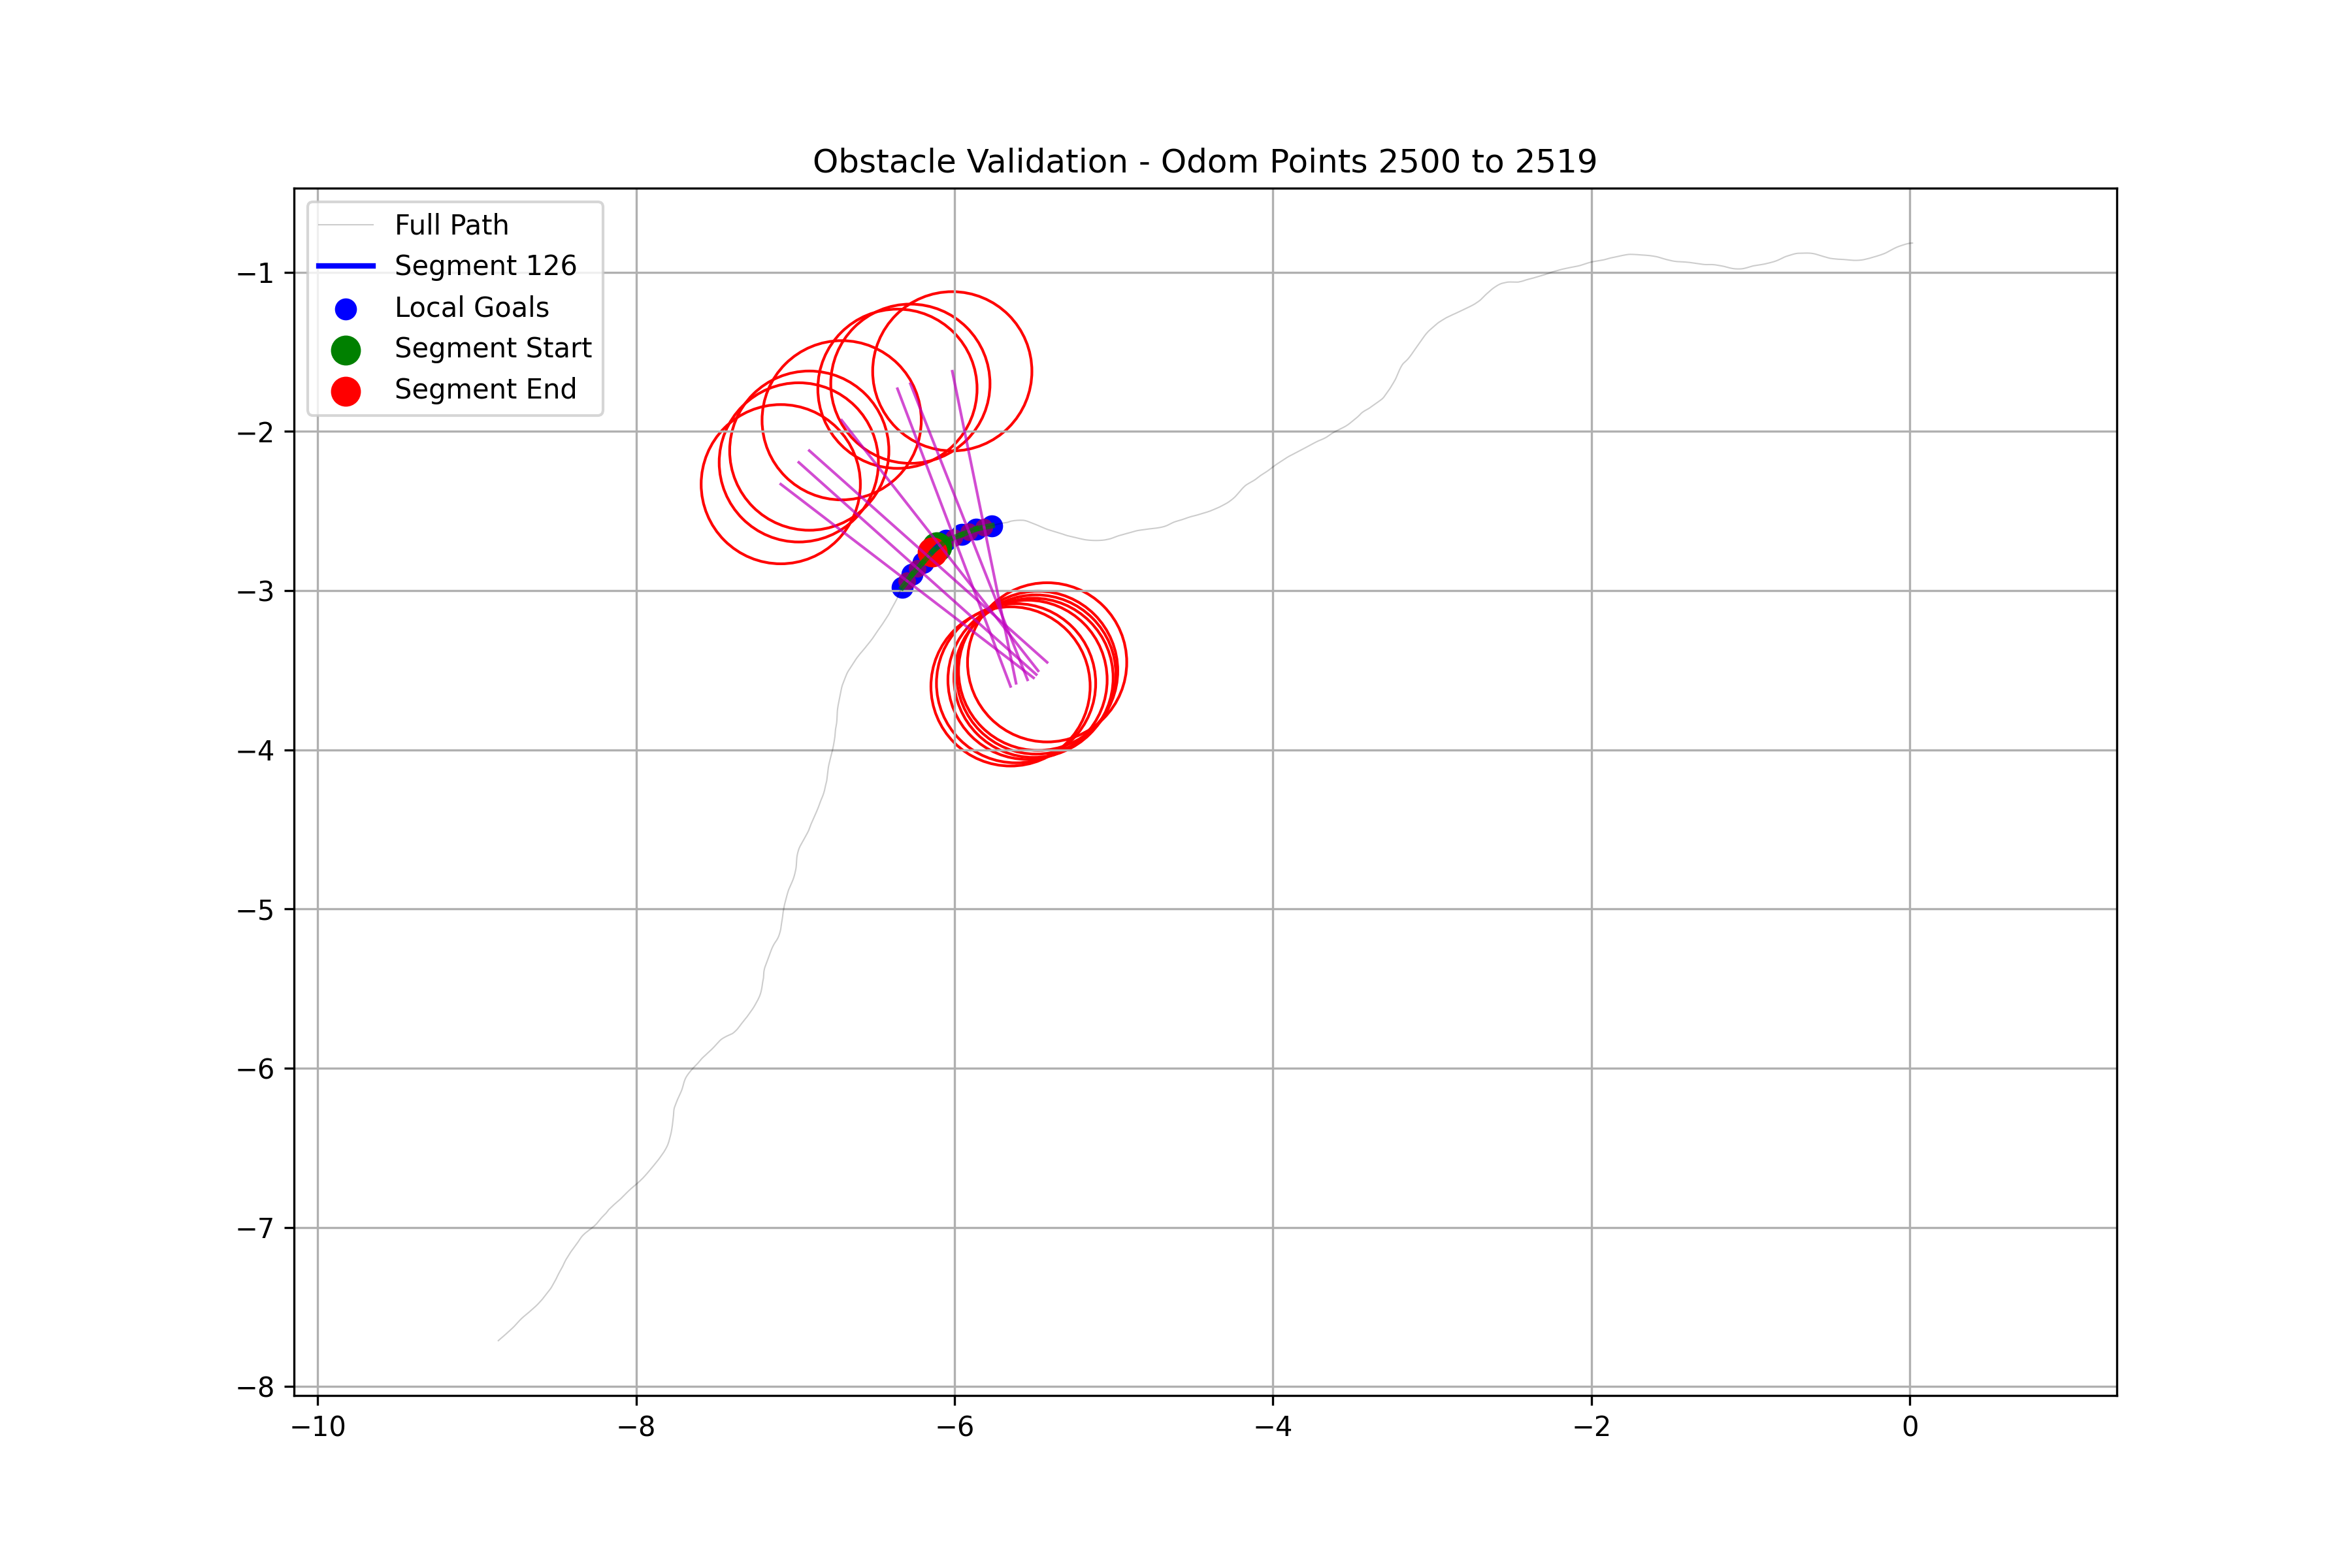 Obstacle Validation - Odom Points 2500 to 2519
Full Path
Segment 126
Local Goals
Segment Start
Segment End
−1
−2
−3
−4
−5
−6
−7
−8
−10
−8
−6
−4
−2
0